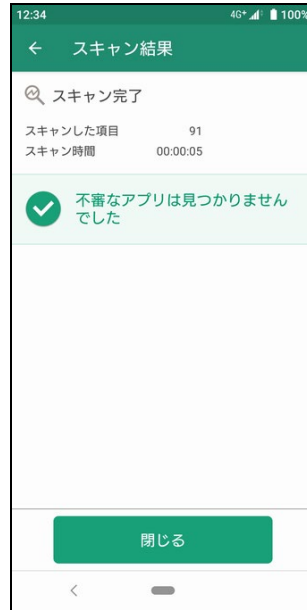 12:34 4G+ 100%
スキャン結果
スキャン完了
スキャンした項目 91
スキャン時間 00:00:05
不審なアプリは見つかりません
でした
閉じる